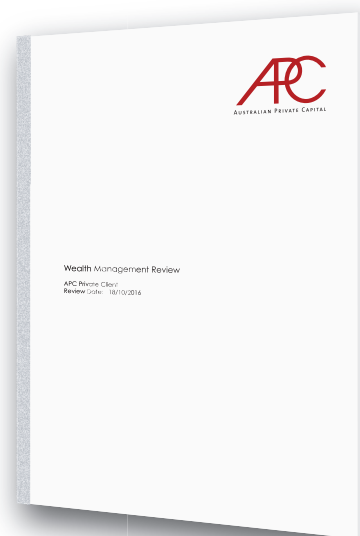 APC
AUSTRALIAN PRIVATE CAPITAL
Wealth Management Review
APC Private Client
Review Date: 18/10/2016